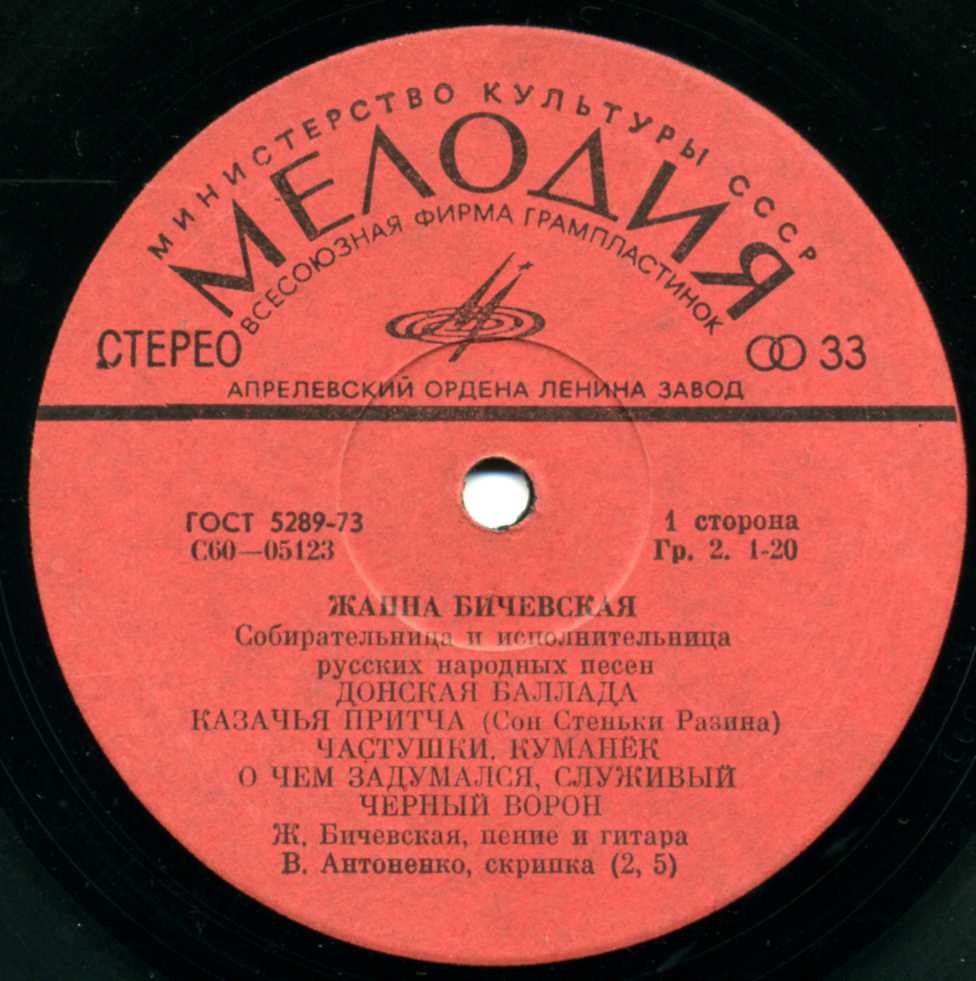 МИНИСТЕРСТВО КУЛЬТУРЫ СССР
МЕЛОДИЯ
ВСЕСОЮЗНАЯ ФИРМА ГРАМПЛАСТИНОК
СТЕРЕО
33
АПРЕЛЕВСКИЙ ОРДЕНА ЛЕНИНА ЗАВОД
ГОСТ 5289-73
1 сторона
С60—05123
Гр. 2. 1-20
ЖАННА БИЧЕВСКАЯ
Собирательница и исполнительница
русских народных песен
ДОНСКАЯ БАЛЛАДА
КАЗАЧЬЯ ПРИТЧА (Сон Стеньки Разина)
ЧАСТУШКИ. КУМАНЁК
О ЧЕМ ЗАДУМАЛСЯ, СЛУЖИВЫЙ
ЧЕРНЫЙ ВОРОН
Ж. Бичевская, пение и гитара
В. Антоненко, скрипка (2, 5)